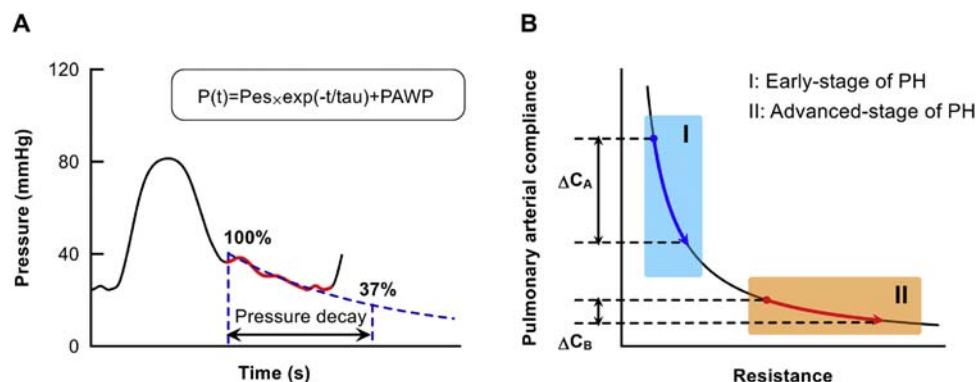 A
Pressure (mmHg)
120
80
40
0
P(t)=Pes×exp(-t/tau)+PAWP
100%
37%
Pressure decay
Time (s)
B
Pulmonary arterial compliance
I: Early-stage of PH
II: Advanced-stage of PH
I
ΔCA
II
ΔCB
Resistance